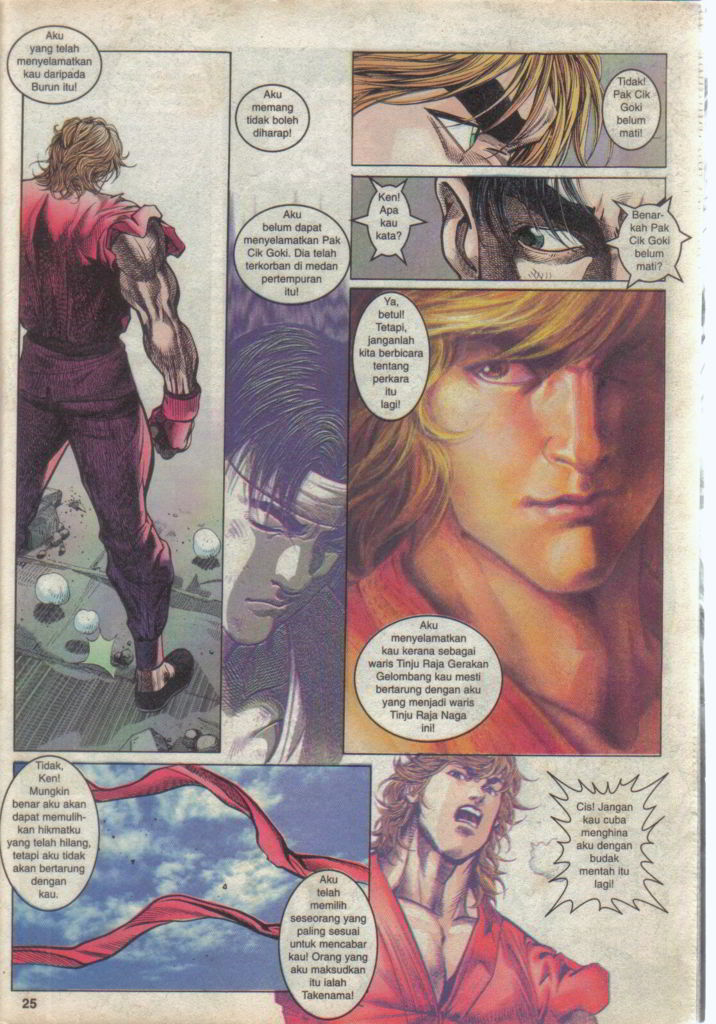 Aku
yang telah
menyelamatkan
kau daripada
Burun itu!
Aku
memang
tidak boleh
diharap!
Aku
belum dapat
menyelamatkan Pak
Cik Goki. Dia telah
terkorban di medan
pertempuran
itu!
Tidak!
Pak Cik
Goki
belum
mati!
Ken!
Apa
kau
kata?
Benar-
kah Pak
Cik Goki
belum
mati?
Ya,
betul!
Tetapi,
janganlah
kita berbicara
tentang
perkara
itu
lagi!
Aku
menyelamatkan
kau kerana sebagai
waris Tinju Raja Gerakan
Gelombang kau mesti
bertarung dengan aku
yang menjadi waris
Tinju Raja Naga
ini!
Tidak,
Ken!
Mungkin
benar aku akan
dapat memulih-
kan hikmatku
yang telah hilang,
tetapi aku tidak
akan bertarung
dengan
kau.
Aku
telah
memilih
seseorang yang
paling sesuai
untuk mencabar
kau! Orang yang
aku maksudkan
itu ialah
Takenama!
Cis! Jangan
kau cuba
menghina
aku dengan
budak
mentah itu
lagi!
25